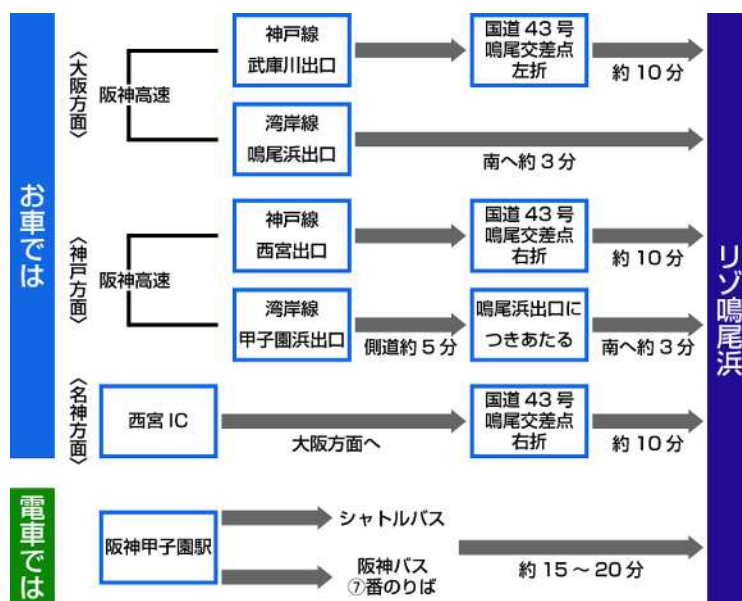 お車では
〈大阪方面〉
阪神高速
神戸線
武庫川出口
国道43号
鳴尾交差点
左折
約10分
湾岸線
鳴尾浜出口
南へ約3分
〈神戸方面〉
阪神高速
神戸線
西宮出口
国道43号
鳴尾交差点
右折
約10分
湾岸線
甲子園浜出口
側道約5分
鳴尾浜出口に
つきあたる
南へ約3分
〈名神方面〉
西宮IC
大阪方面へ
国道43号
鳴尾交差点
右折
約10分
電車では
阪神甲子園駅
シャトルバス
阪神バス
⑦番のりば
約15〜20分
リゾ鳴尾浜